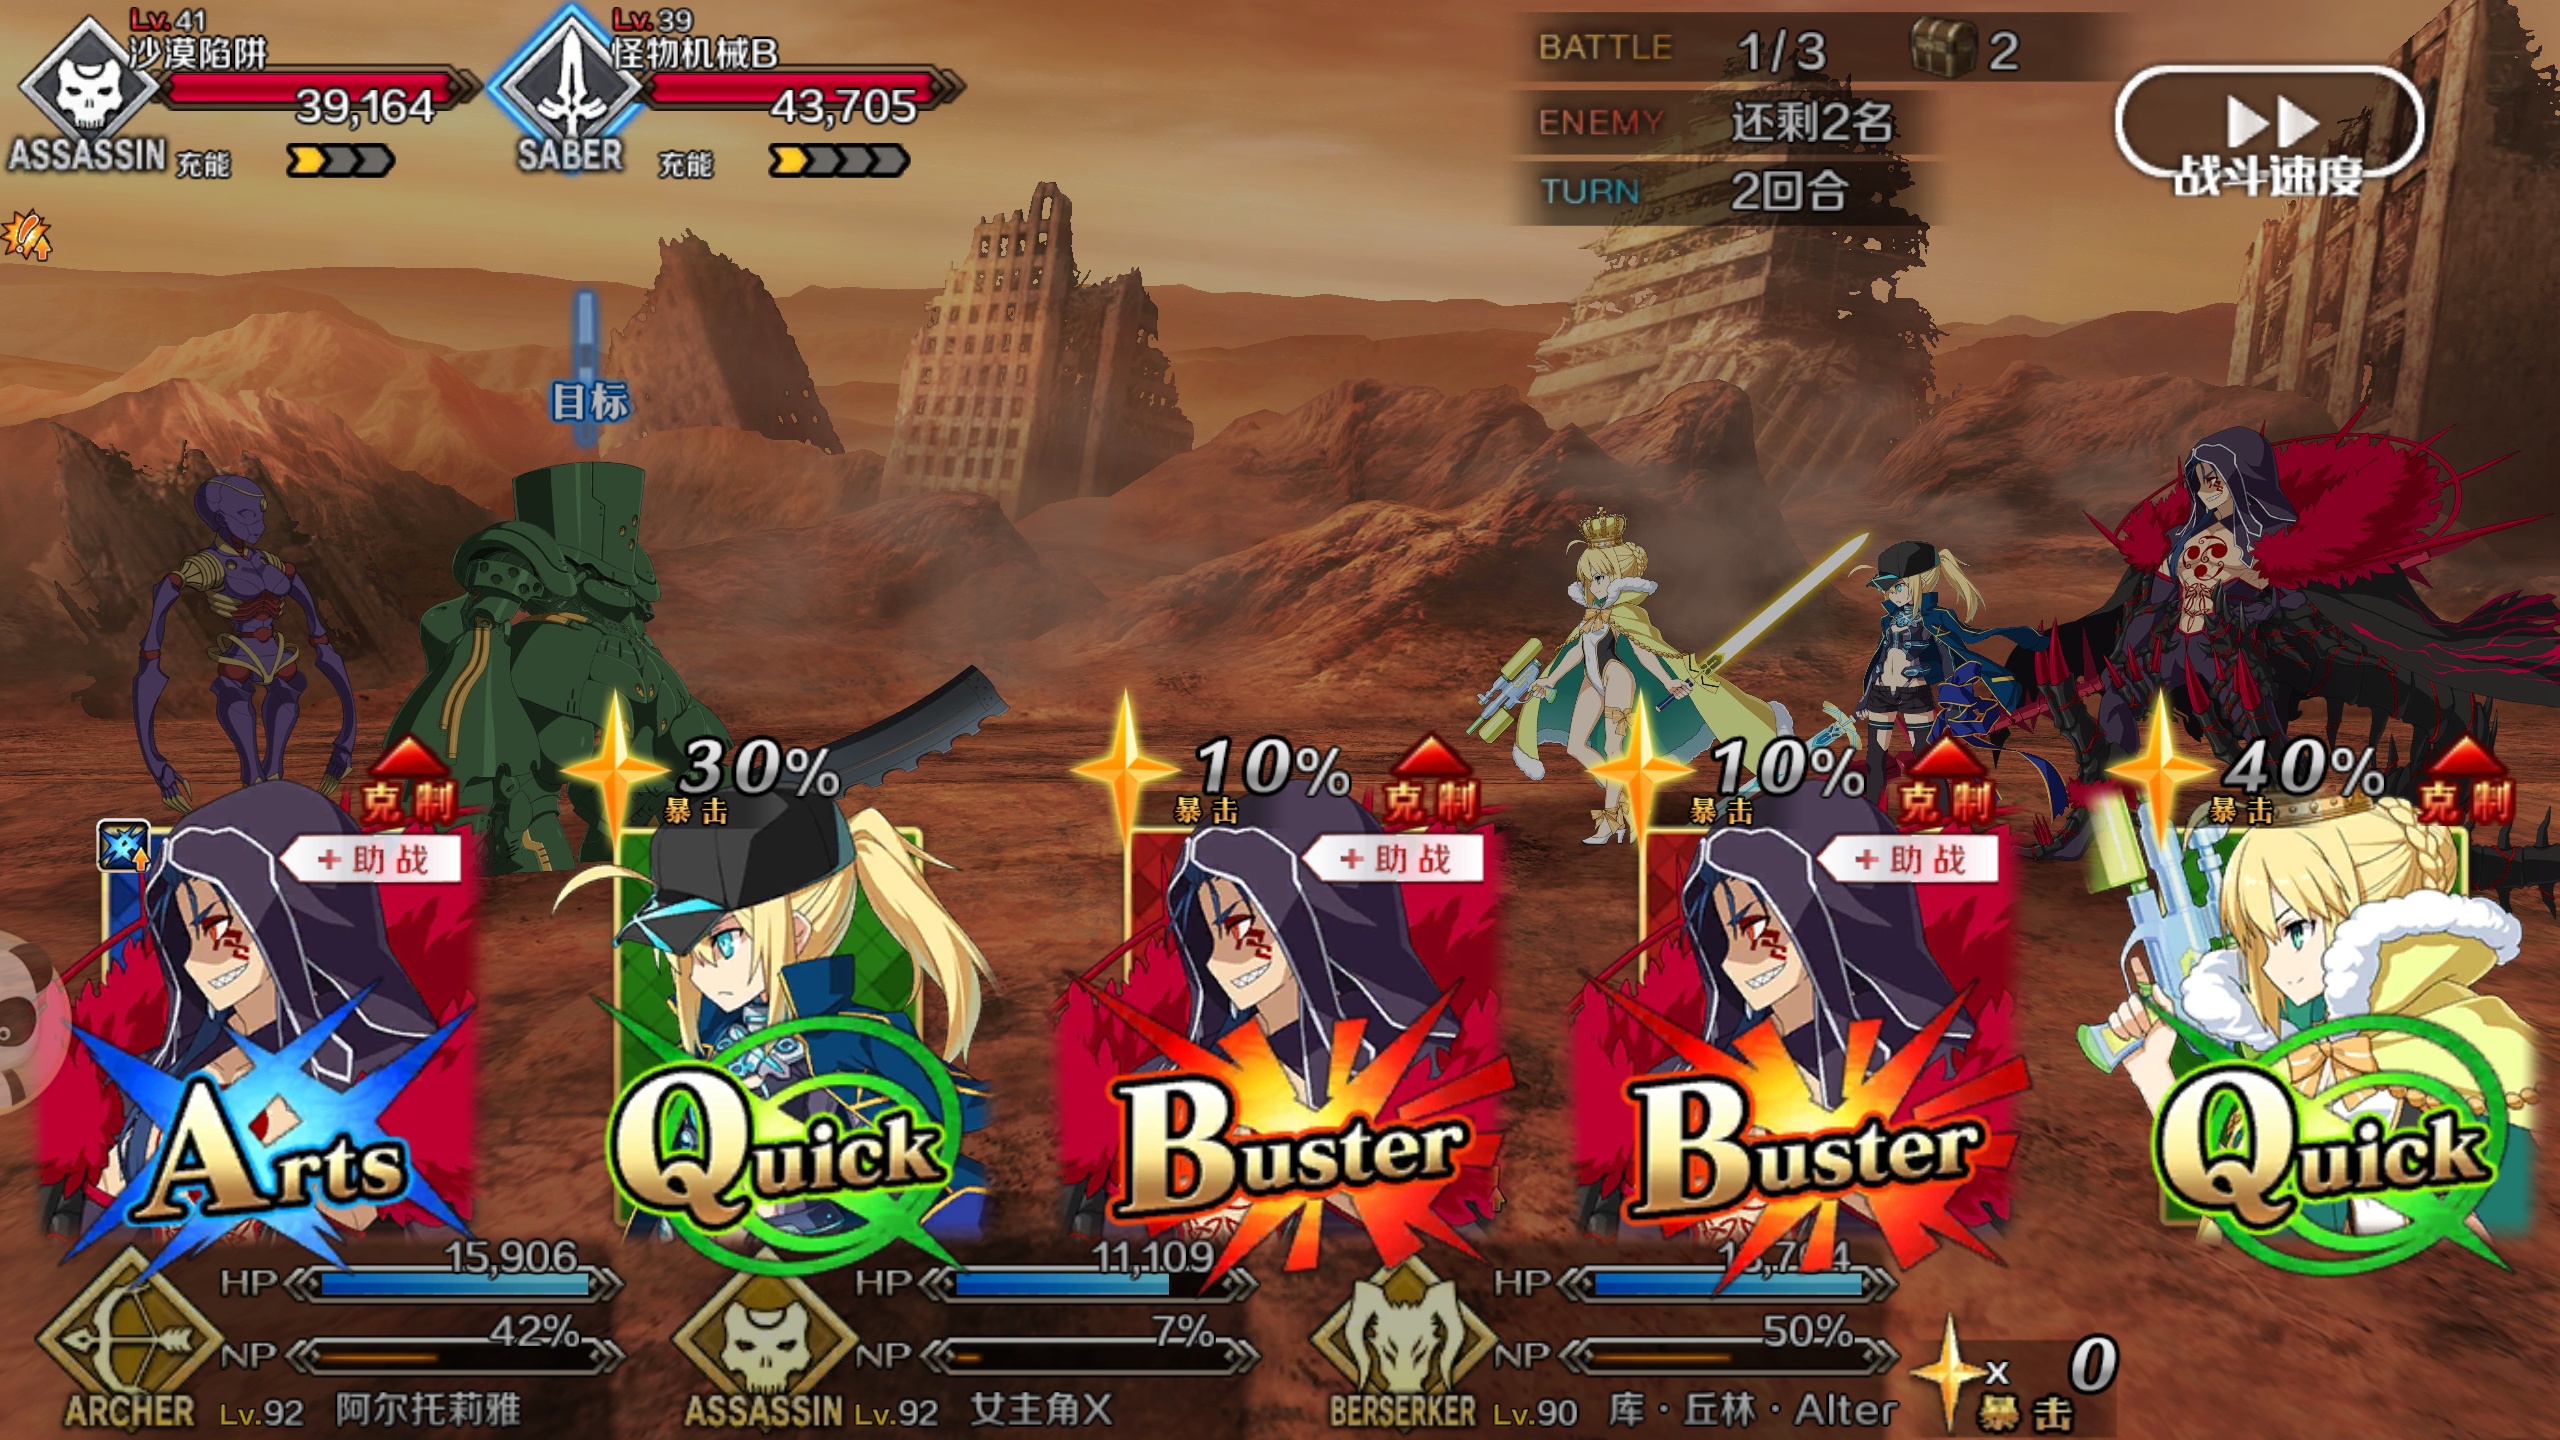 Lv.41
沙漠陷阱
39,164
ASSASSIN 充能
Lv.39
怪物机械B
43,705
SABER 充能
BATTLE 1/3 2
ENEMY 还剩2名
TURN 2回合
战斗速度
目标
克制
+助战
Arts
30%
暴击
Quick
10%
暴击
克制
+助战
Buster
10%
暴击
克制
+助战
Buster
40%
暴击
克制
Quick
HP 15,906
NP 42%
ARCHER Lv.92 阿尔托莉雅
HP 11,109
NP 7%
ASSASSIN Lv.92 女主角X
HP
NP 50%
BERSERKER Lv.90 库·丘林·Alter
x 0
暴击